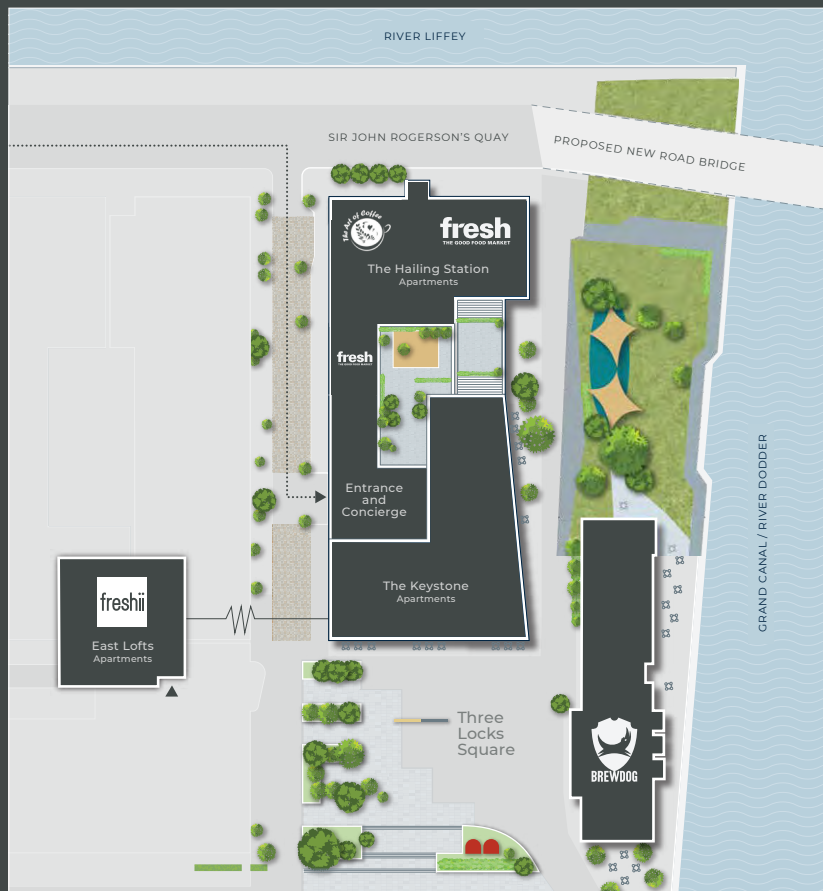 RIVER LIFFEY
SIR JOHN ROGERSON'S QUAY
PROPOSED NEW ROAD BRIDGE
The Art of Coffee
fresh
THE GOOD FOOD MARKET
The Hailing Station
Apartments
fresh
THE GOOD FOOD MARKET
Entrance
and
Concierge
The Keystone
Apartments
freshii
East Lofts
Apartments
Three
Locks
Square
BREWDOG
GRAND CANAL / RIVER DODDER